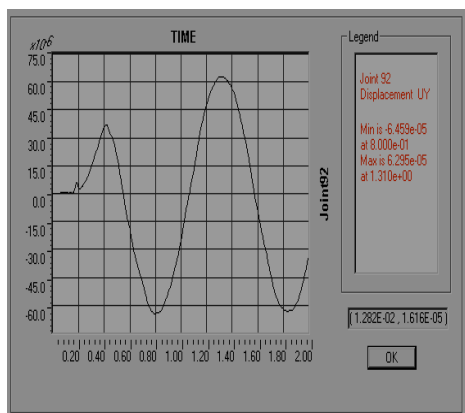 x10-6
TIME
75.0
60.0
45.0
30.0
15.0
0.0
-15.0
-30.0
-45.0
-60.0
0.20 0.40 0.60 0.80 1.00 1.20 1.40 1.60 1.80 2.00
Joint92
Legend
Joint 92
Displacement UY
Min is -6.459e-05
at 8.000e-01
Max is 6.295e-05
at 1.310e+00
( 1.282E-02 , 1.616E-05 )
OK